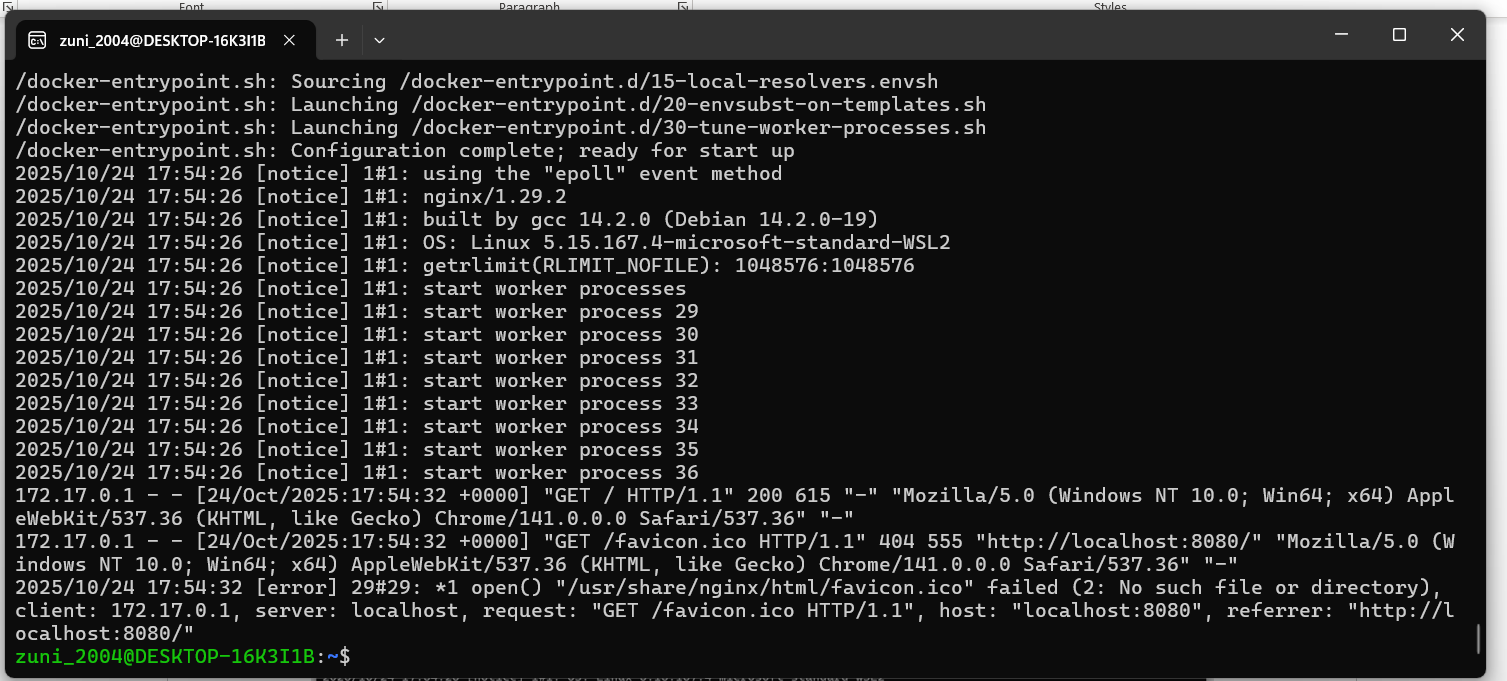 Font Paragraph Styles
zuni_2004@DESKTOP-16K3I1B
/docker-entrypoint.sh: Sourcing /docker-entrypoint.d/15-local-resolvers.envsh
/docker-entrypoint.sh: Launching /docker-entrypoint.d/20-envsubst-on-templates.sh
/docker-entrypoint.sh: Launching /docker-entrypoint.d/30-tune-worker-processes.sh
/docker-entrypoint.sh: Configuration complete; ready for start up
2025/10/24 17:54:26 [notice] 1#1: using the "epoll" event method
2025/10/24 17:54:26 [notice] 1#1: nginx/1.29.2
2025/10/24 17:54:26 [notice] 1#1: built by gcc 14.2.0 (Debian 14.2.0-19)
2025/10/24 17:54:26 [notice] 1#1: OS: Linux 5.15.167.4-microsoft-standard-WSL2
2025/10/24 17:54:26 [notice] 1#1: getrlimit(RLIMIT_NOFILE): 1048576:1048576
2025/10/24 17:54:26 [notice] 1#1: start worker processes
2025/10/24 17:54:26 [notice] 1#1: start worker process 29
2025/10/24 17:54:26 [notice] 1#1: start worker process 30
2025/10/24 17:54:26 [notice] 1#1: start worker process 31
2025/10/24 17:54:26 [notice] 1#1: start worker process 32
2025/10/24 17:54:26 [notice] 1#1: start worker process 33
2025/10/24 17:54:26 [notice] 1#1: start worker process 34
2025/10/24 17:54:26 [notice] 1#1: start worker process 35
2025/10/24 17:54:26 [notice] 1#1: start worker process 36
172.17.0.1 - - [24/Oct/2025:17:54:32 +0000] "GET / HTTP/1.1" 200 615 "-" "Mozilla/5.0 (Windows NT 10.0; Win64; x64) Appl
eWebKit/537.36 (KHTML, like Gecko) Chrome/141.0.0.0 Safari/537.36" "-"
172.17.0.1 - - [24/Oct/2025:17:54:32 +0000] "GET /favicon.ico HTTP/1.1" 404 555 "http://localhost:8080/" "Mozilla/5.0 (W
indows NT 10.0; Win64; x64) AppleWebKit/537.36 (KHTML, like Gecko) Chrome/141.0.0.0 Safari/537.36" "-"
2025/10/24 17:54:32 [error] 29#29: *1 open() "/usr/share/nginx/html/favicon.ico" failed (2: No such file or directory),
client: 172.17.0.1, server: localhost, request: "GET /favicon.ico HTTP/1.1", host: "localhost:8080", referrer: "http://l
ocalhost:8080/"
zuni_2004@DESKTOP-16K3I1B:~$